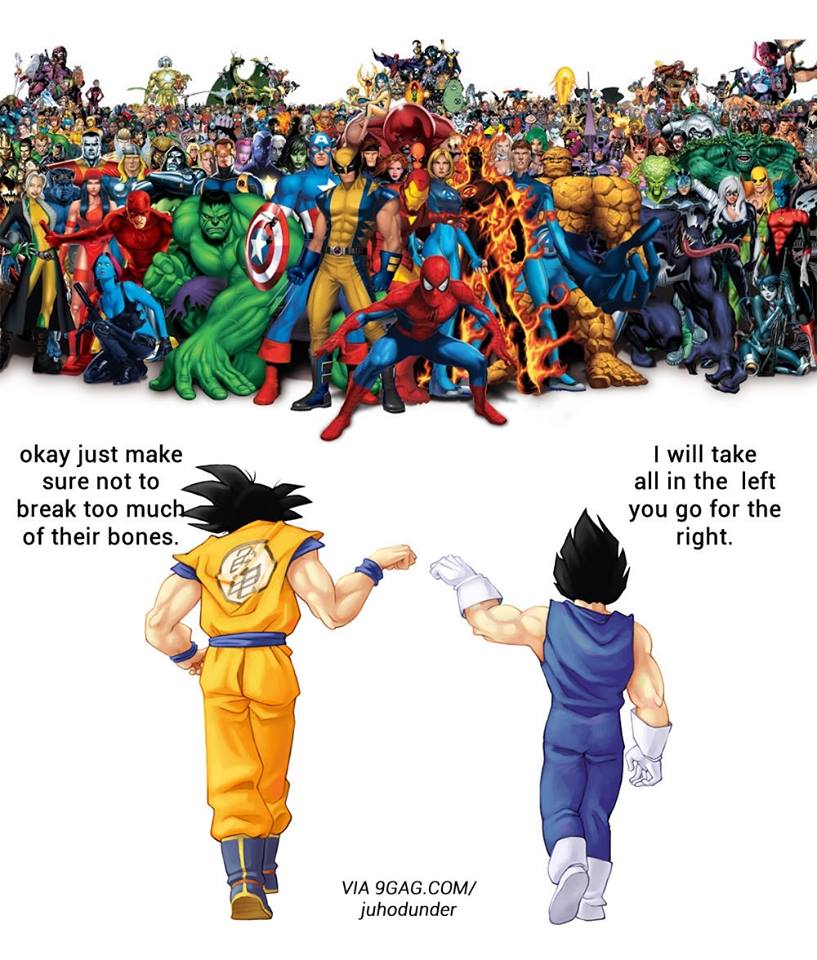 okay just make
sure not to
break too much
of their bones.
I will take
all in the left
you go for the
right.
VIA 9GAG.COM/
juhodunder